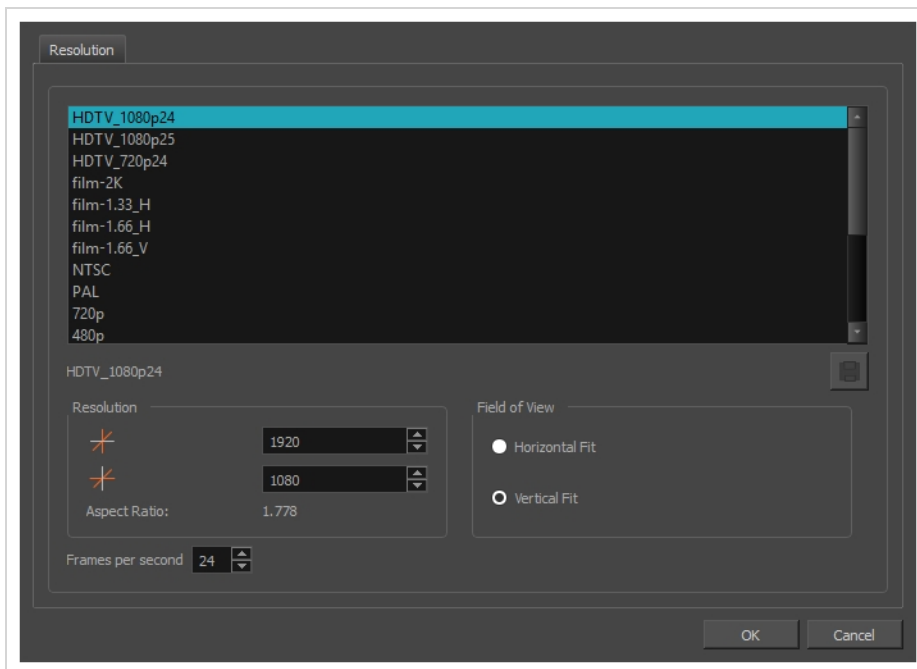 Resolution
HDTV_1080p24
HDTV_1080p25
HDTV_720p24
film-2K
film-1.33_H
film-1.66_H
film-1.66_V
NTSC
PAL
720p
480p
HDTV_1080p24
Resolution
1920
1080
Aspect Ratio: 1.778
Field of View
Horizontal Fit
Vertical Fit
Frames per second 24
OK Cancel